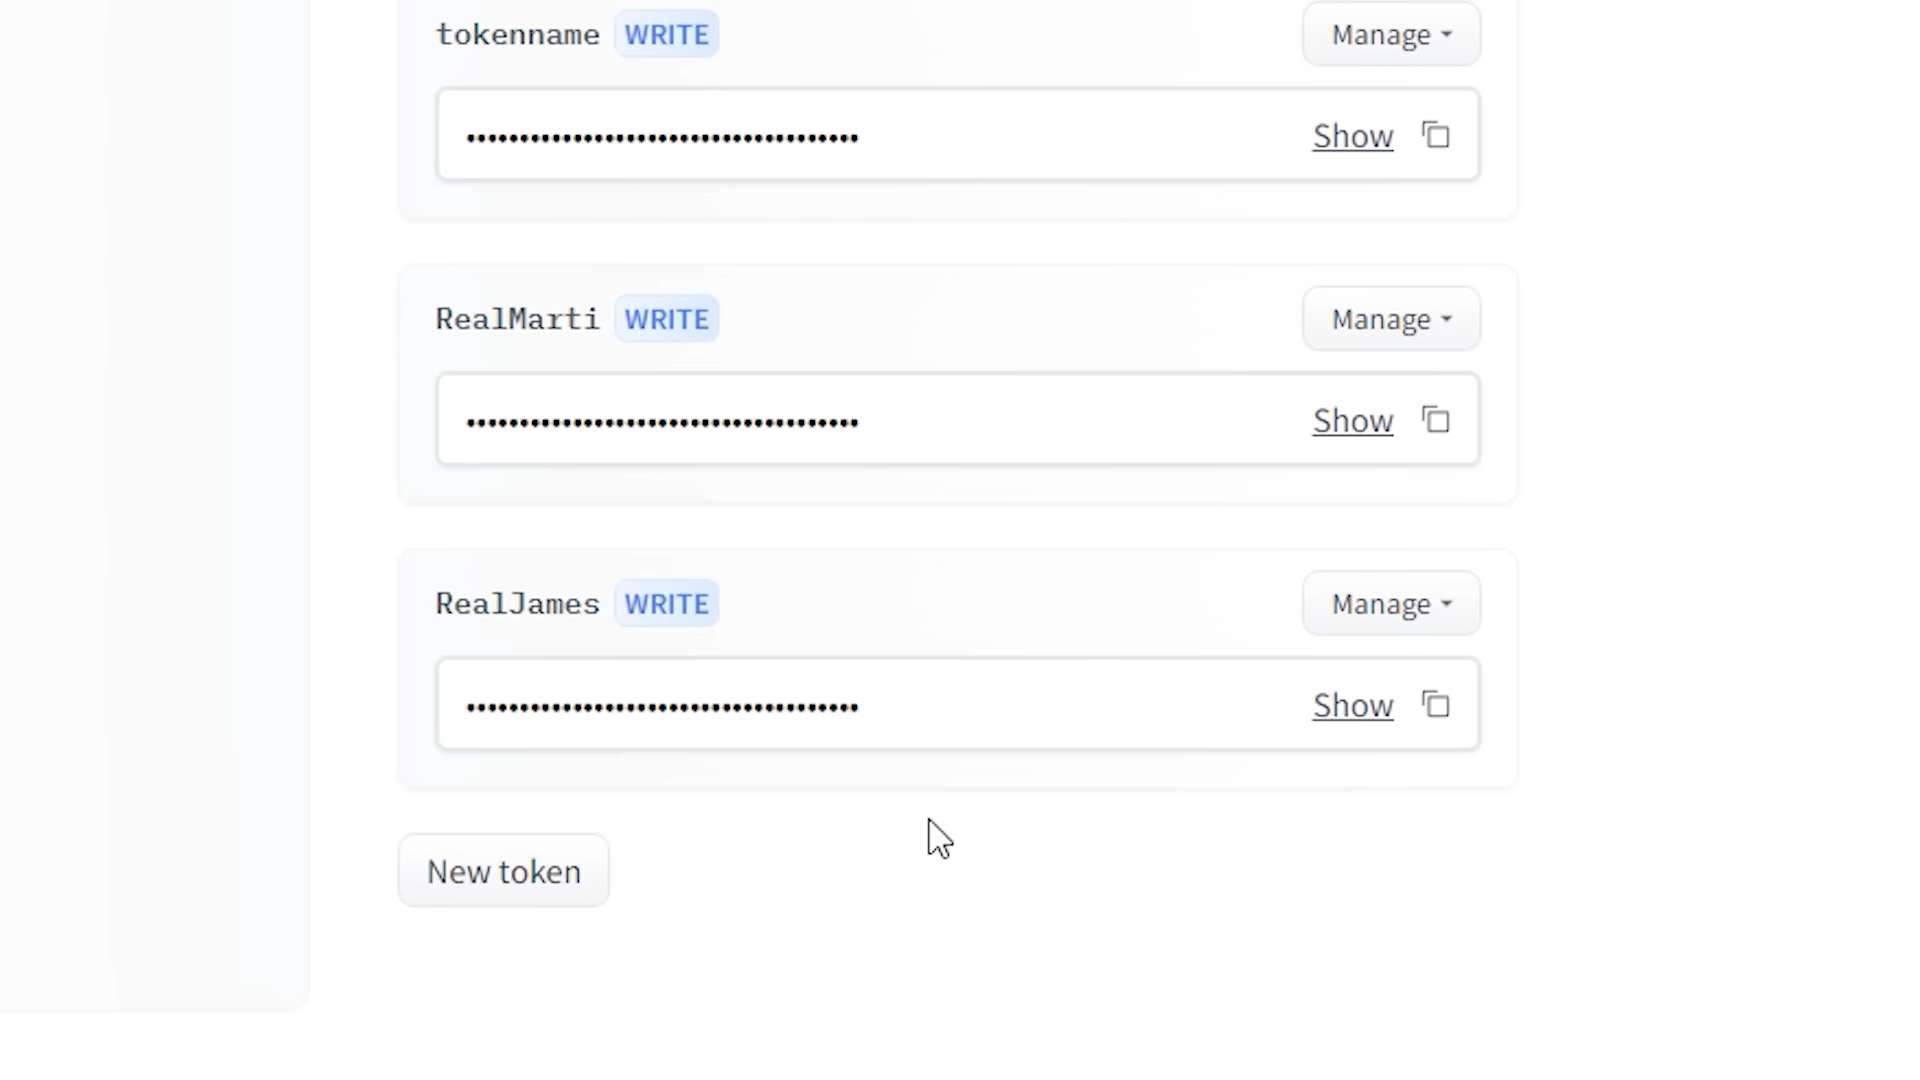 tokenname WRITE Manage
•••••••••••••••••••••••••••••••••••••  Show
RealMarti WRITE Manage
•••••••••••••••••••••••••••••••••••••  Show
RealJames WRITE Manage
•••••••••••••••••••••••••••••••••••••  Show
New token